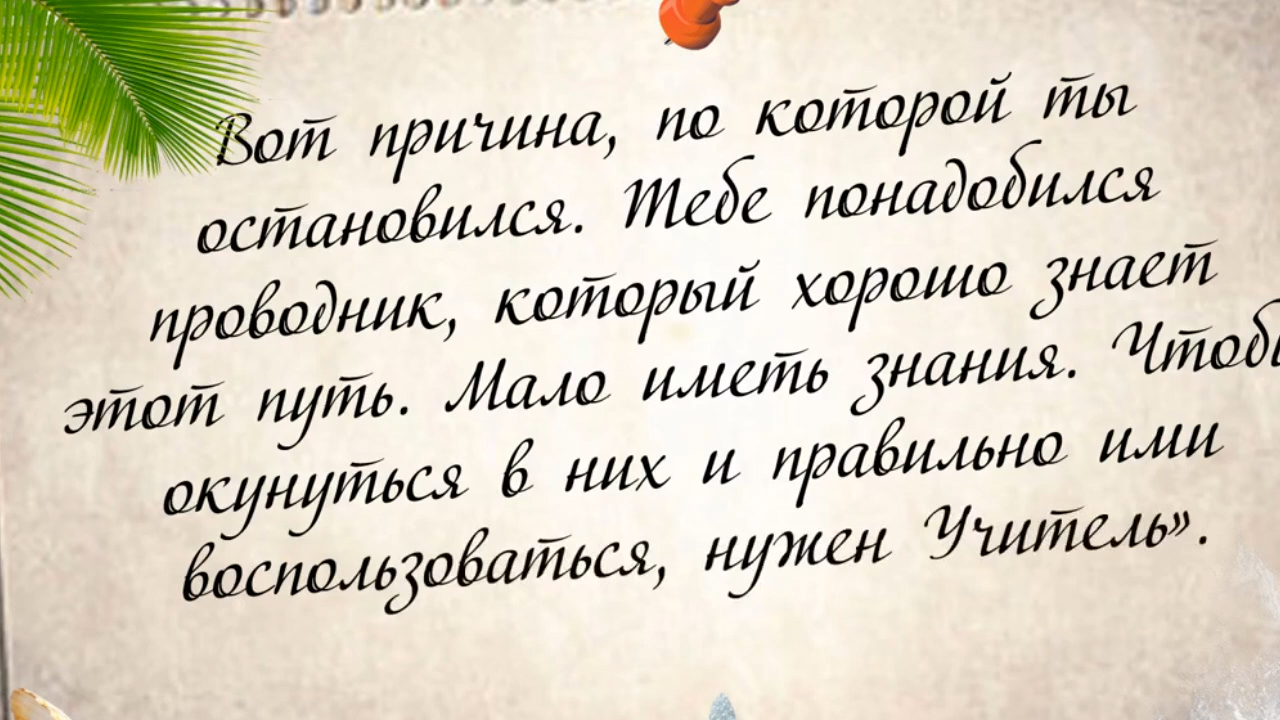 Вот причина, по которой ты
остановился. Тебе понадобился
проводник, который хорошо знает
этот путь. Мало иметь знания. Чтобы
окунуться в них и правильно ими
воспользоваться, нужен Учитель».